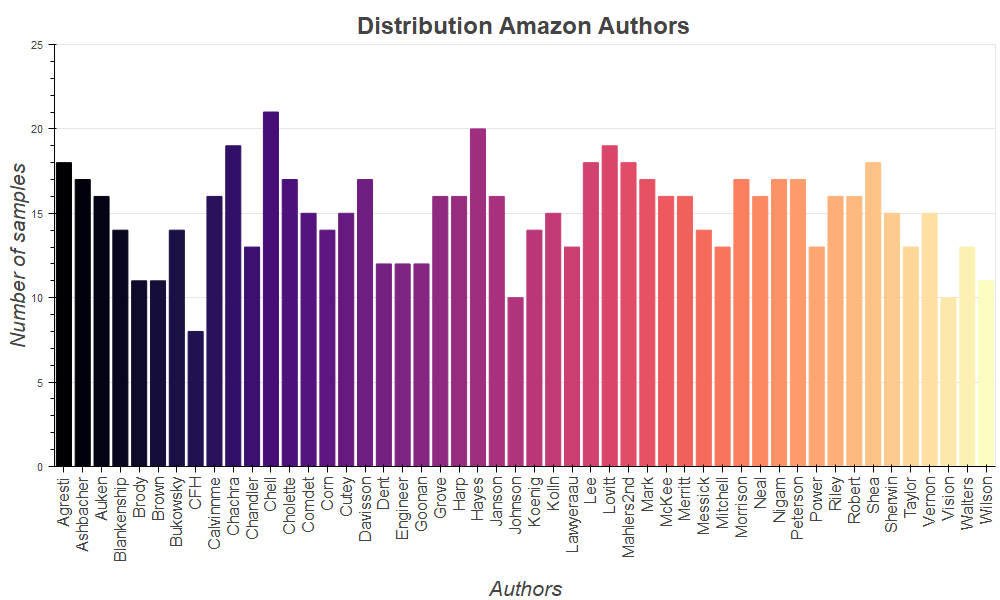 Distribution Amazon Authors
Number of samples
25
20
15
10
5
0
Agresti
Ashbacher
Auken
Blankenship
Brody
Brown
Bukowsky
CFH
Calvinnme
Chachra
Chandler
Chell
Cholette
Comdet
Corn
Cutey
Davisson
Dent
Engineer
Goonan
Grove
Harp
Hayes
Janson
Johnson
Koenig
Kolln
Lawyeraau
Lee
Lovitt
Mahlers2nd
Mark
McKee
Merritt
Messick
Mitchell
Morrison
Neal
Nigam
Peterson
Power
Riley
Robert
Shea
Sherwin
Taylor
Vernon
Vision
Walters
Wilson
Authors